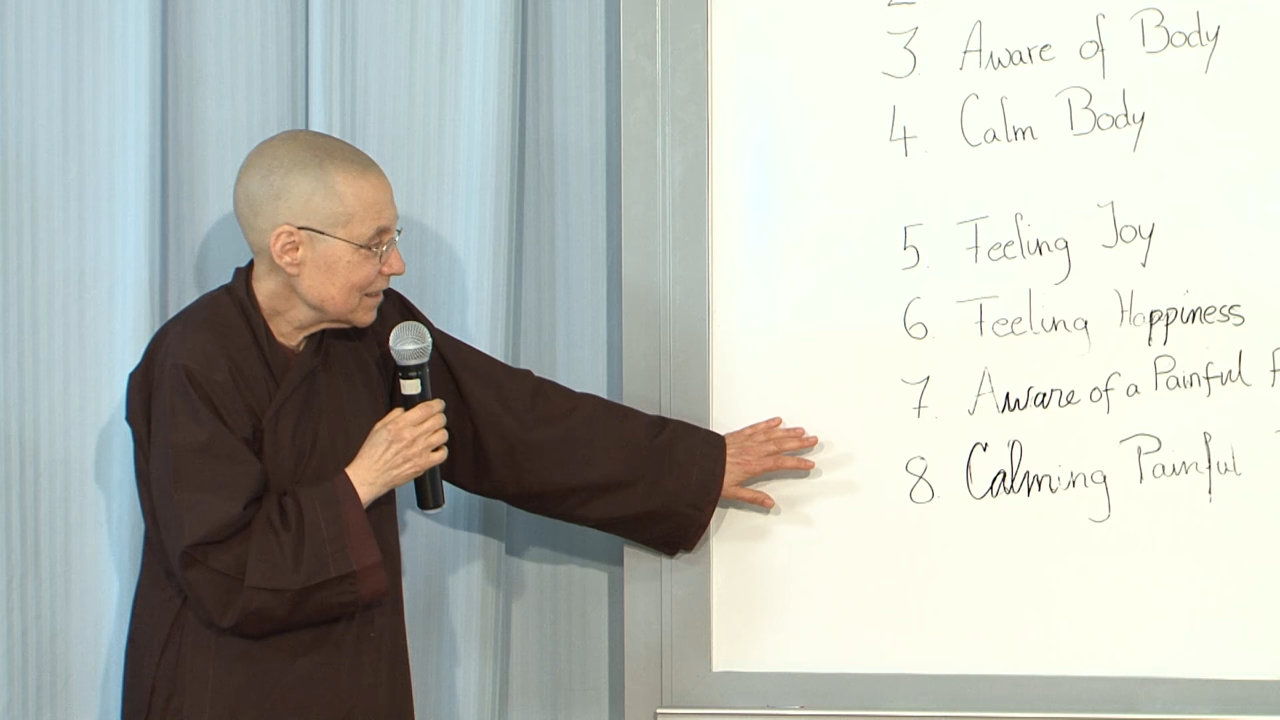 3. Aware of Body
4. Calm Body
5. Feeling Joy
6. Feeling Happiness
7. Aware of a Painful F
8. Calming Painful